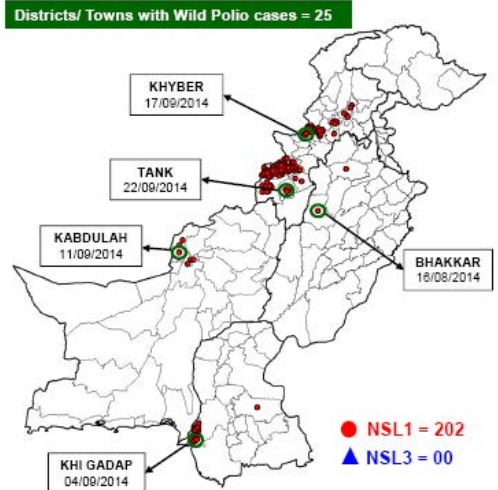 Districts/ Towns with Wild Polio cases = 25
KHYBER
17/09/2014
TANK
22/09/2014
KABDULAH
11/09/2014
BHAKKAR
16/08/2014
NSL1 = 202
NSL3 = 00
KHI GADAP
04/09/2014